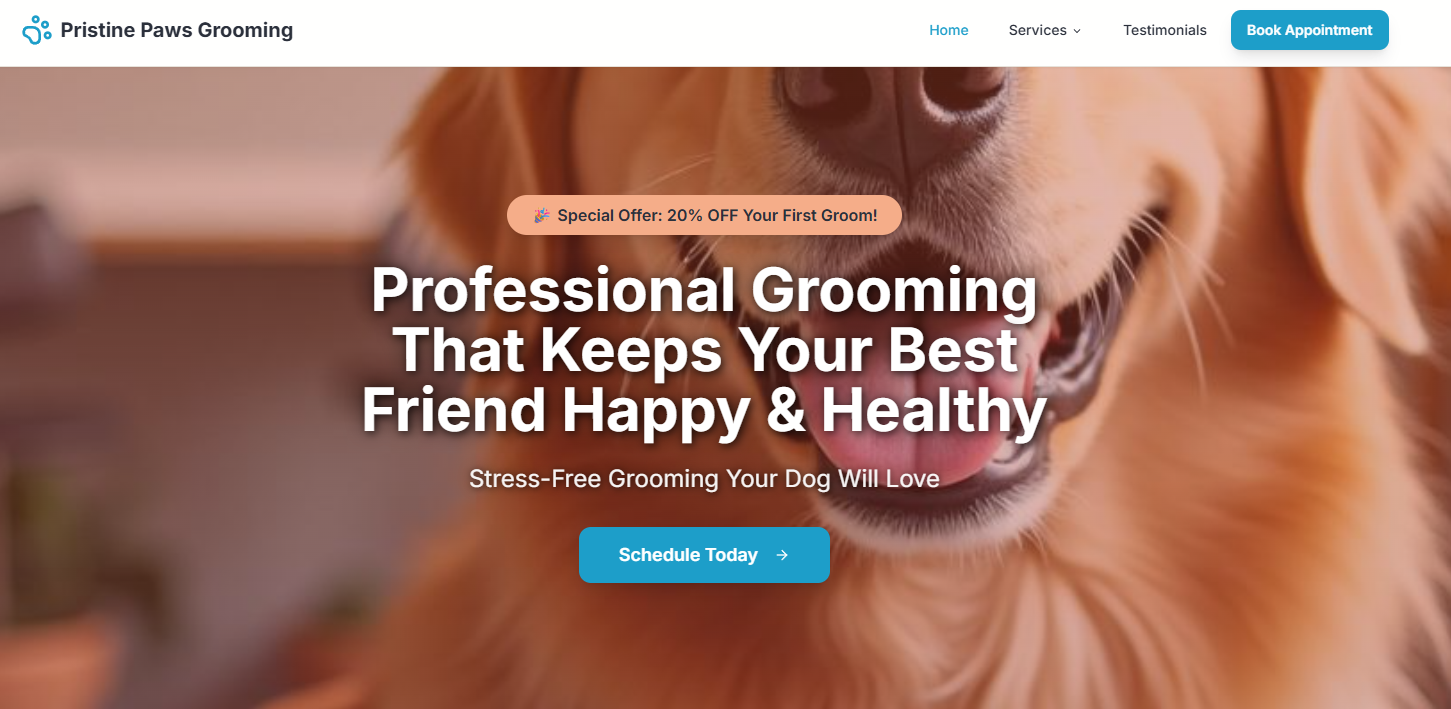 Pristine Paws Grooming
Home
Services
Testimonials
Book Appointment
🎉 Special Offer: 20% OFF Your First Groom!
Professional Grooming
That Keeps Your Best
Friend Happy & Healthy
Stress-Free Grooming Your Dog Will Love
Schedule Today →